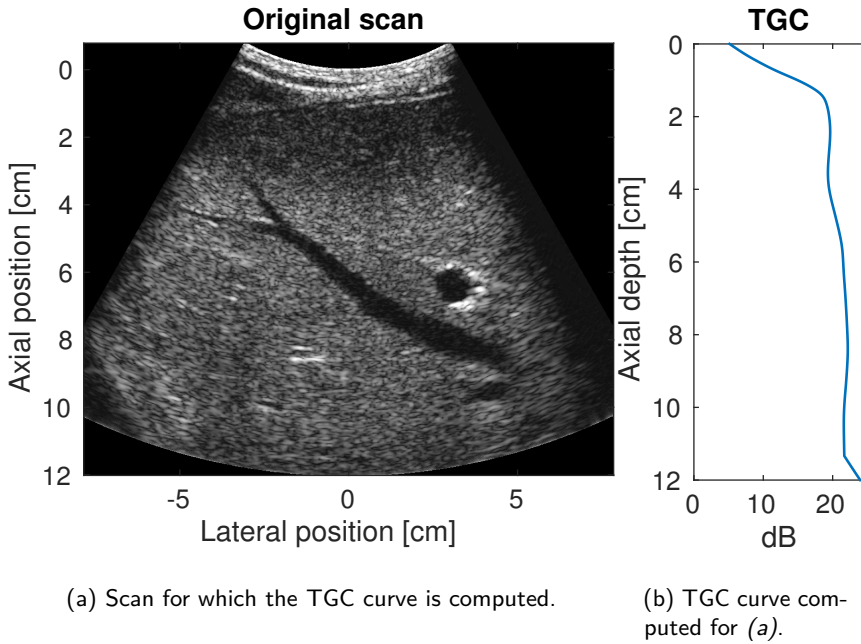 Original scan
0
2
4
6
8
10
12
Axial position [cm]
-5 0 5
Lateral position [cm]
(a) Scan for which the TGC curve is computed.
TGC
0
2
4
6
8
10
12
Axial depth [cm]
0 10 20
dB
(b) TGC curve com-
puted for (a).